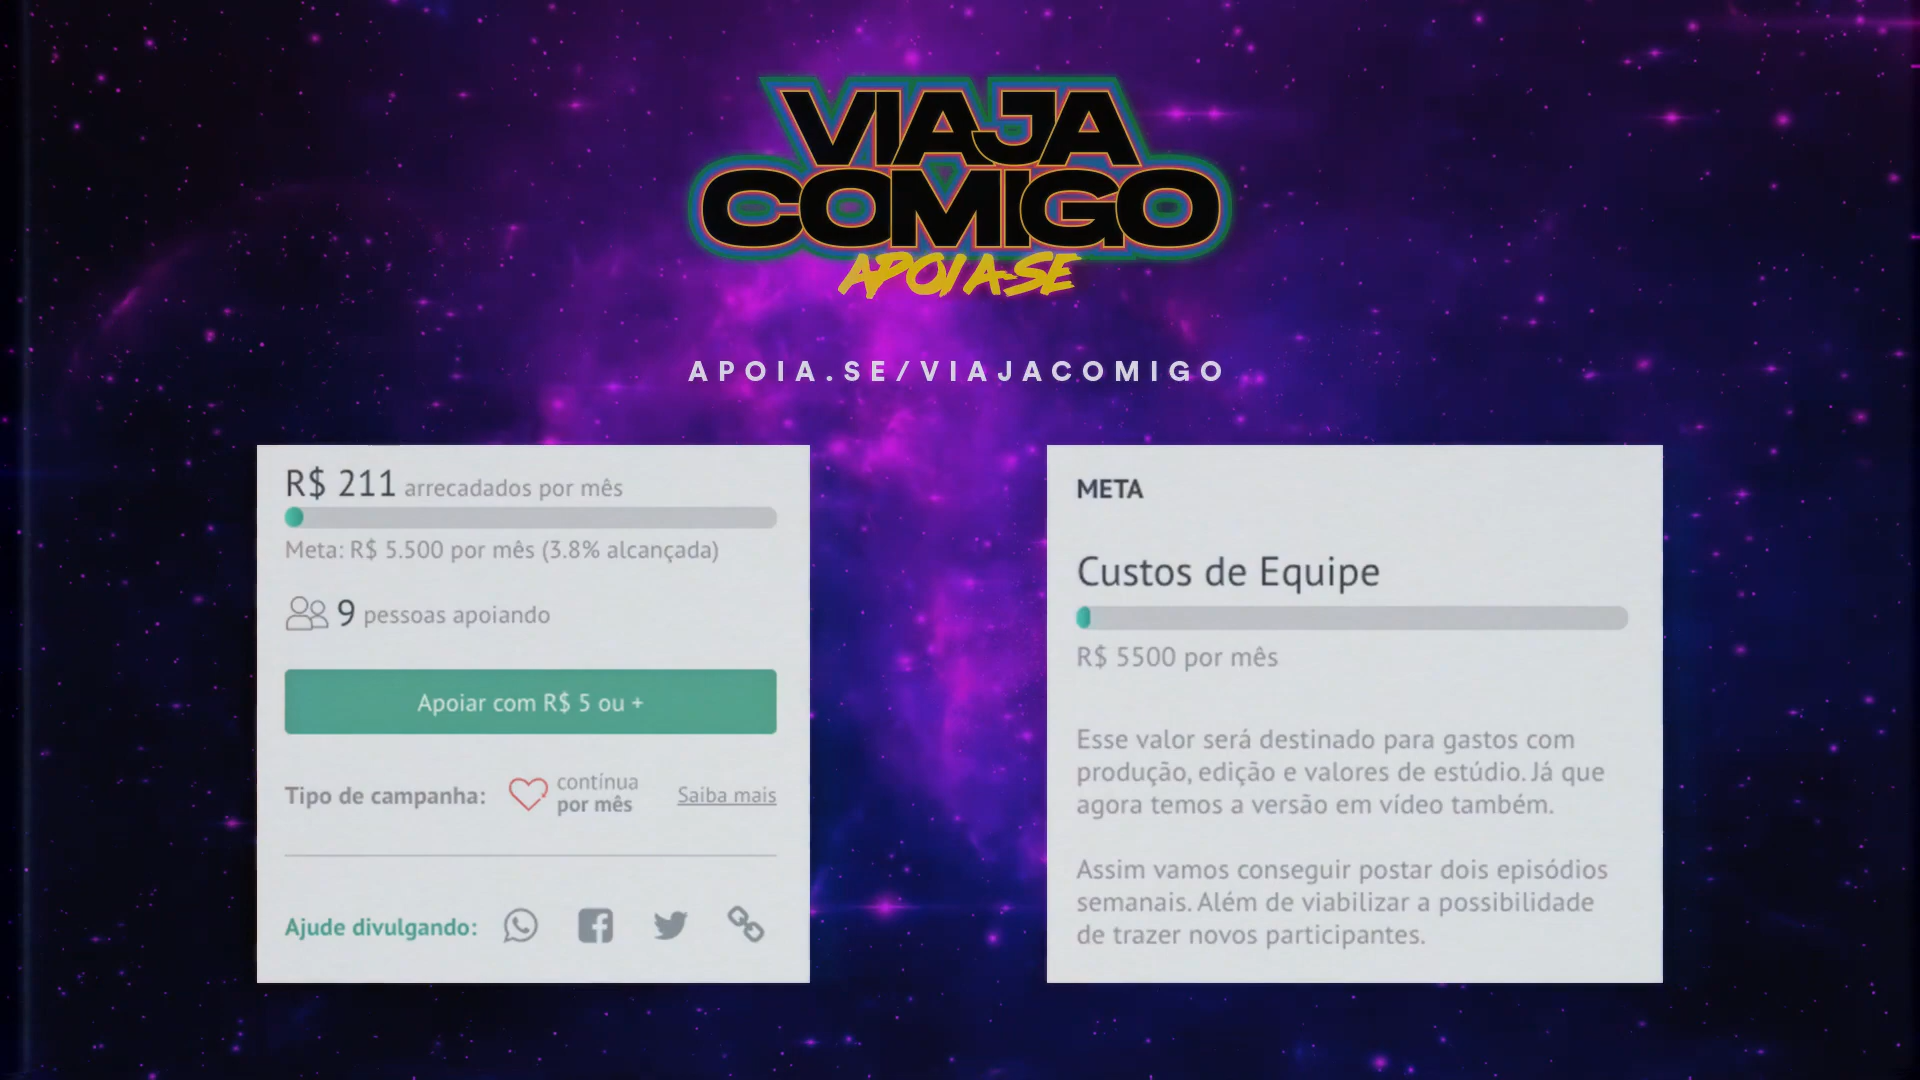 VIAJA
COMIGO
APOIA-SE
APOIA.SE/VIAJACOMIGO
R$ 211 arrecadados por mês
Meta: R$ 5.500 por mês (3.8% alcançada)
9 pessoas apoiando
Apoiar com R$ 5 ou +
Tipo de campanha:
contínua
por mês
Saiba mais
Ajude divulgando:
META
Custos de Equipe
R$ 5500 por mês
Esse valor será destinado para gastos com
produção, edição e valores de estúdio. Já que
agora temos a versão em vídeo também.
Assim vamos conseguir postar dois episódios
semanais. Além de viabilizar a possibilidade
de trazer novos participantes.